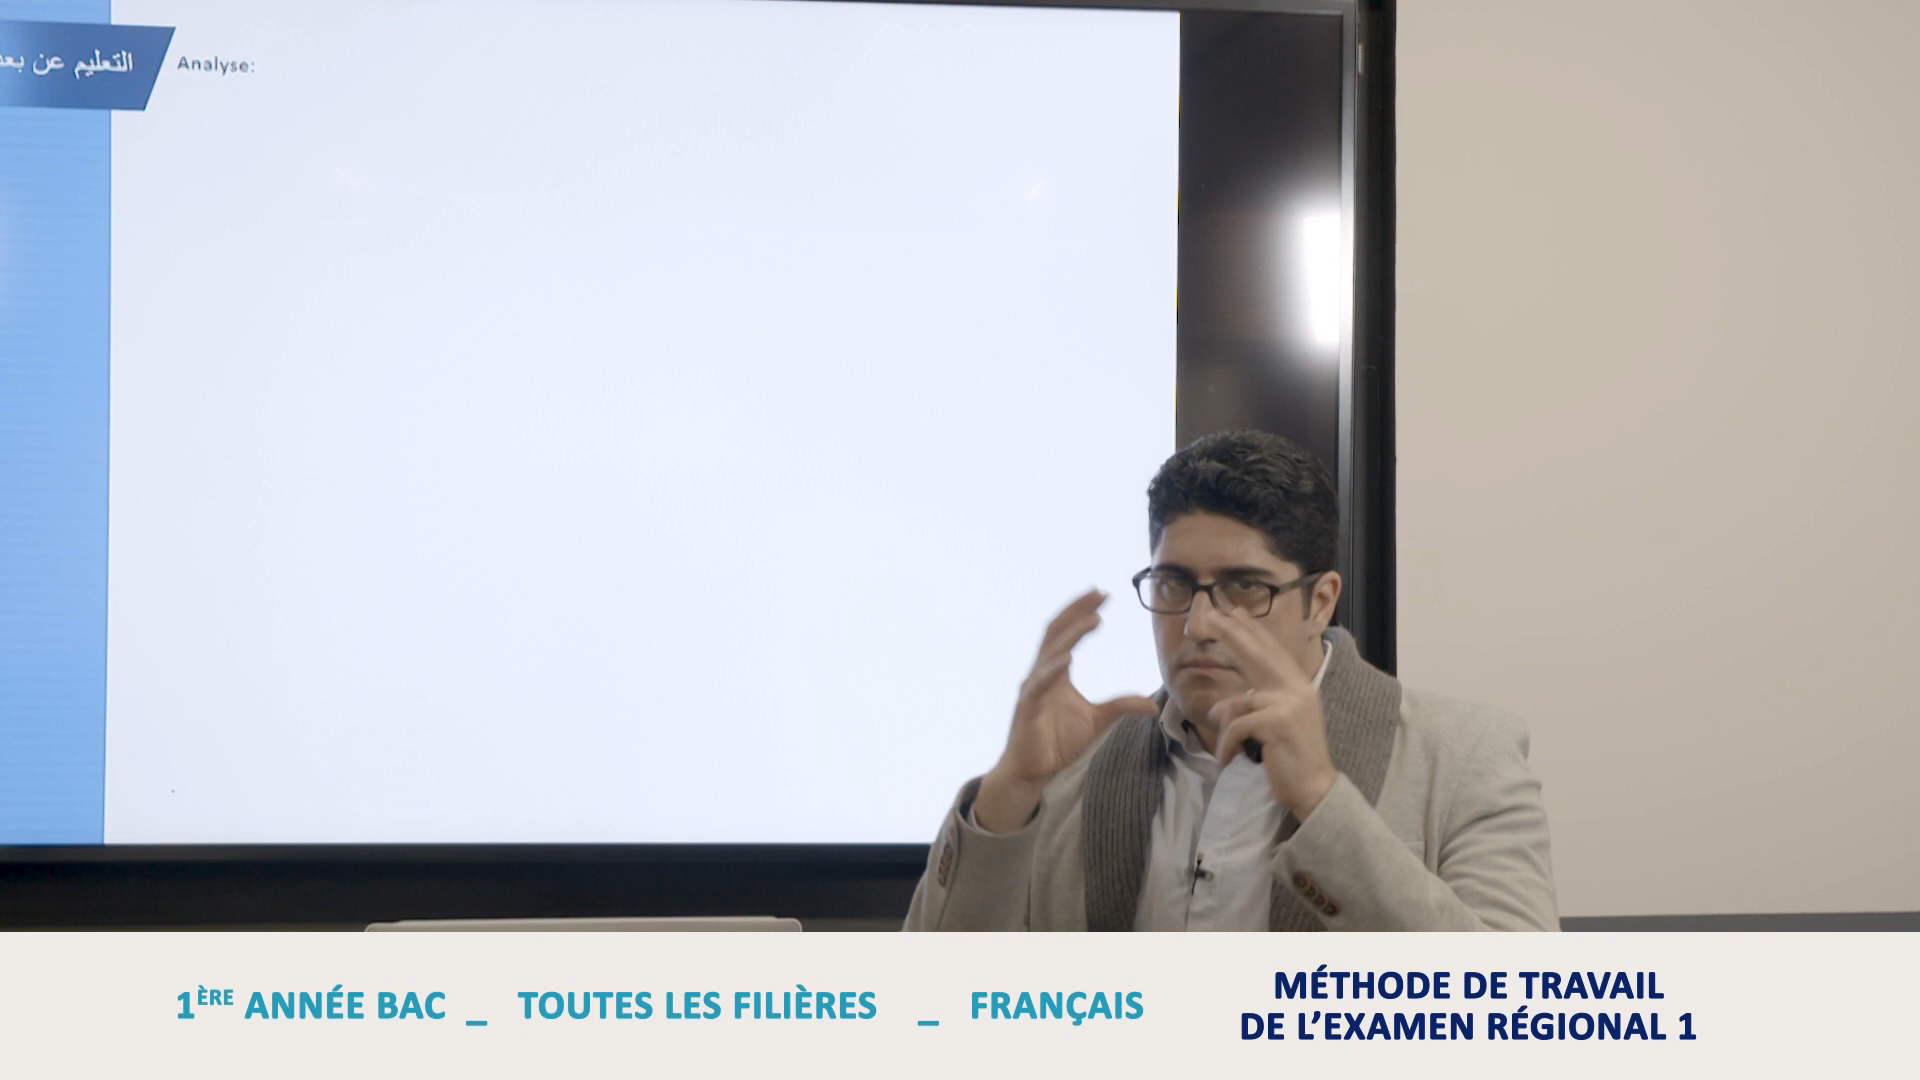 التعليم عن بعد
Analyse:
1ÈRE ANNÉE BAC _ TOUTES LES FILIÈRES _ FRANÇAIS
MÉTHODE DE TRAVAIL
DE L’EXAMEN RÉGIONAL 1